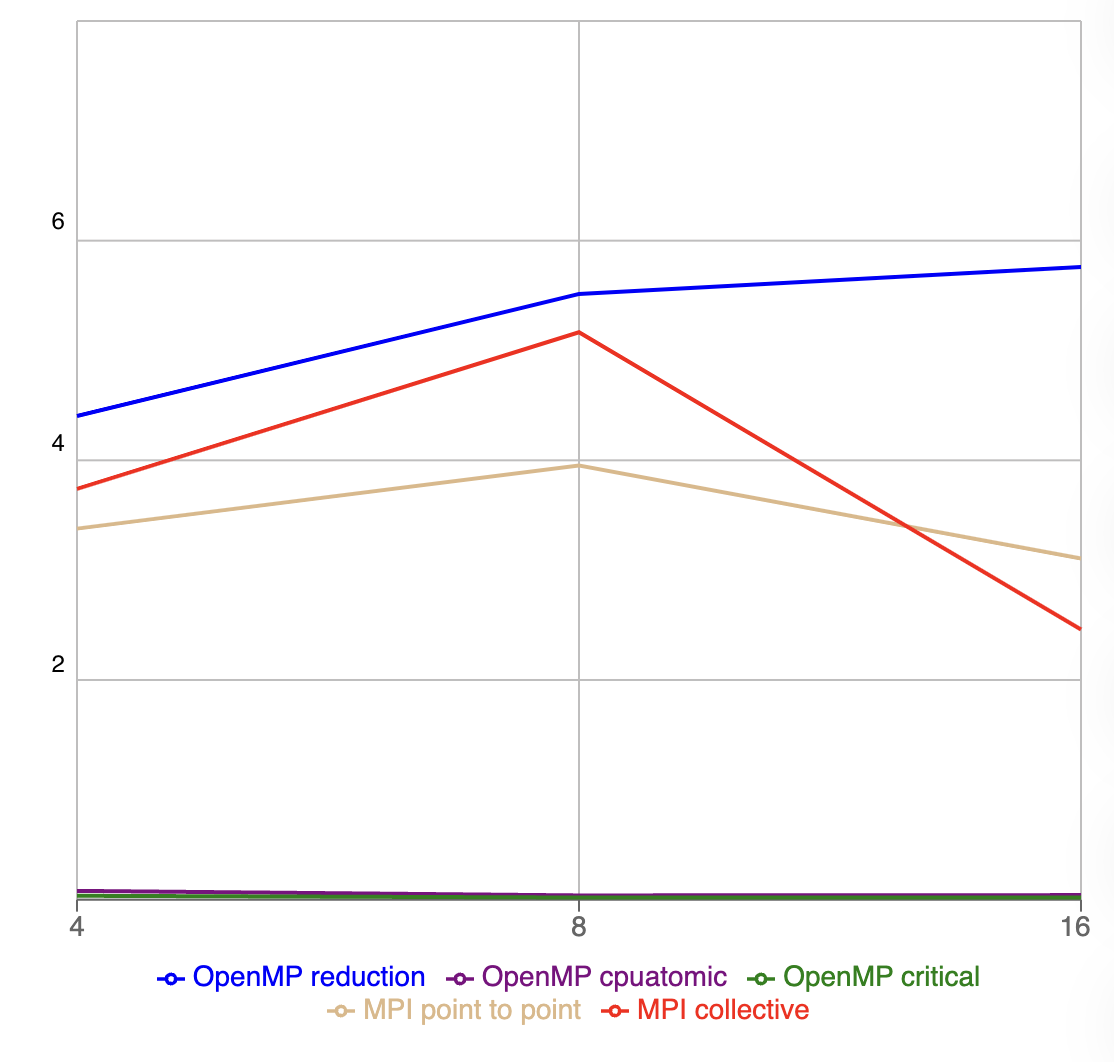 6
4
2
4 8 16
OpenMP reduction OpenMP cpuatomic OpenMP critical
MPI point to point MPI collective